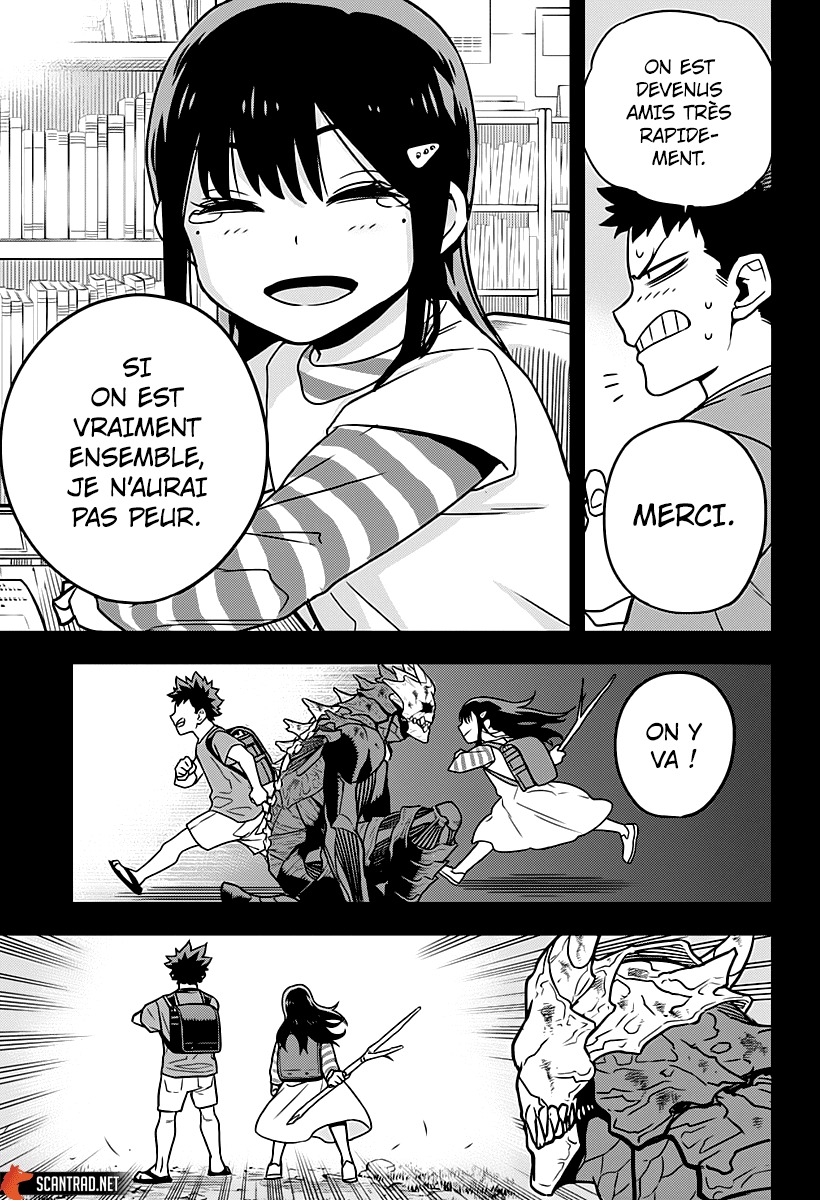 ON EST
DEVENUS
AMIS TRÈS
RAPIDE-
MENT.
MERCI.
SI
ON EST
VRAIMENT
ENSEMBLE,
JE N'AURAI
PAS PEUR.
ON Y
VA !
SCANTRAD.NET